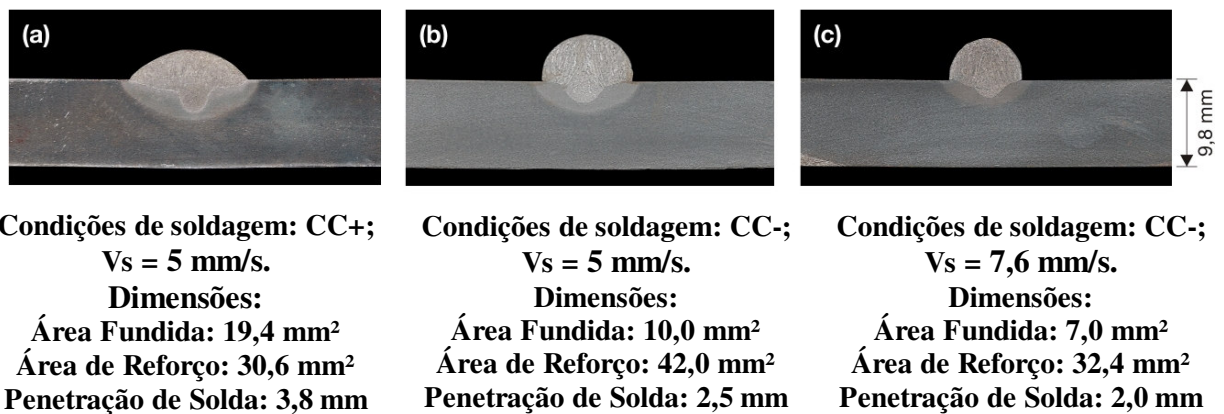 (a)
(b)
(c)
9,8 mm
Condições de soldagem: CC+;
Vs = 5 mm/s.
Dimensões:
Área Fundida: 19,4 mm²
Área de Reforço: 30,6 mm²
Penetração de Solda: 3,8 mm
Condições de soldagem: CC-;
Vs = 5 mm/s.
Dimensões:
Área Fundida: 10,0 mm²
Área de Reforço: 42,0 mm²
Penetração de Solda: 2,5 mm
Condições de soldagem: CC-;
Vs = 7,6 mm/s.
Dimensões:
Área Fundida: 7,0 mm²
Área de Reforço: 32,4 mm²
Penetração de Solda: 2,0 mm